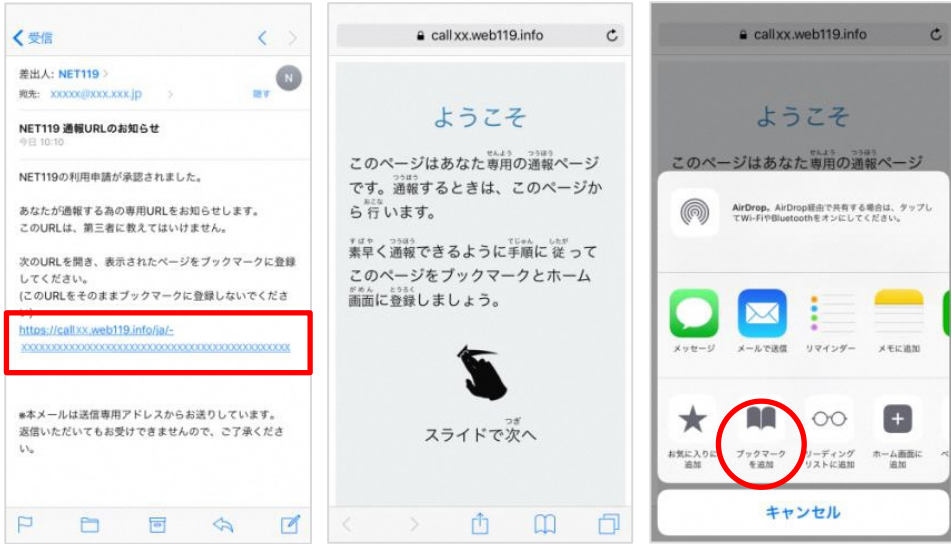 受信
差出人: NET119
宛先: xxxxx@xxx.xxx.jp
隠す
N
NET119 通報URLのお知らせ
今日 10:10
NET119の利用申請が承認されました。
あなたが通報する為の専用URLをお知らせします。
このURLは、第三者に教えてはいけません。
次のURLを開き、表示されたページをブックマークに登録
してください。
(このURLをそのままブックマークに登録しないでくださ
https://callxx.web119.info/ja/-
xxxxxxxxxxxxxxxxxxxxxxxxxxxxxxxxxxxxxxxxxxxxx
※本メールは送信専用アドレスからお送りしています。
返信いただいてもお受けできませんので、ご了承くださ
い。
callxx.web119.info
ようこそ
このページはあなた専用の通報ページ
です。通報するときは、このページか
ら行います。
素早く通報できるように手順に従って
このページをブックマークとホーム
画面に登録しましょう。
スライドで次へ
callxx.web119.info
ようこそ
このページはあなた専用の通報ページ
AirDrop。AirDrop経由で共有する場合は、タップし
てWi-FiやBluetoothをオンにしてください。
メッセージ
メールで送信
リマインダー
メモに追加
お気に入りに
追加
ブックマーク
を追加
リーディング
リストに追加
ホーム画面に
追加
キャンセル